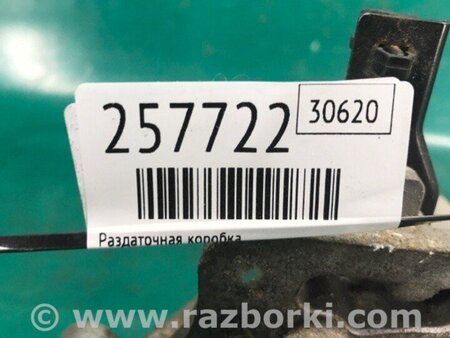 257722
30620
Раздаточная коробка
www.razborki.com